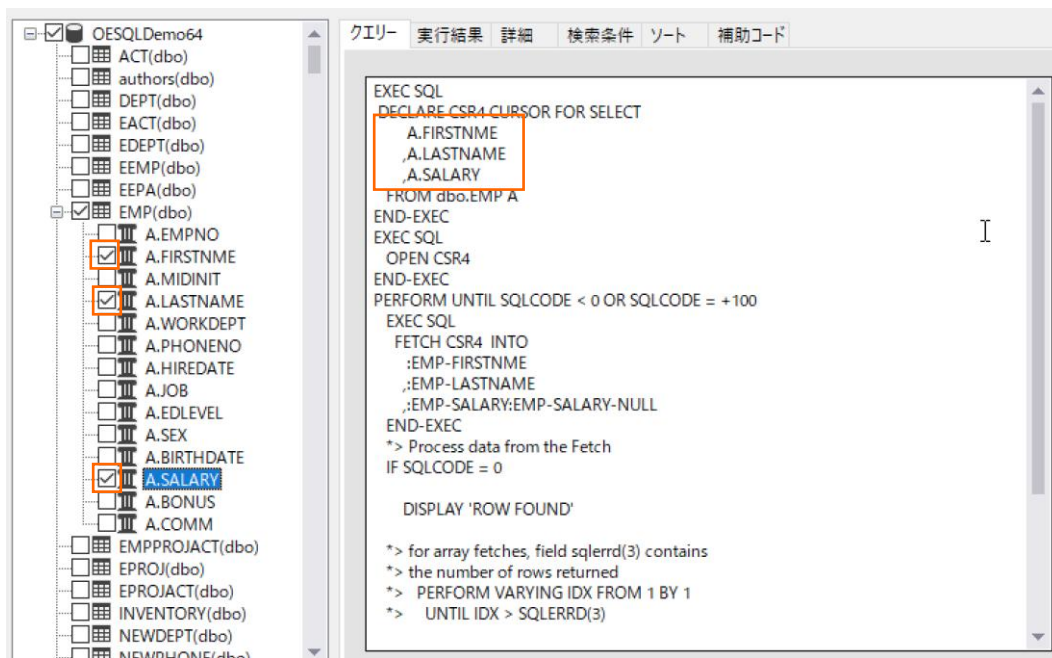 OESQLDemo64
ACT(dbo)
authors(dbo)
DEPT(dbo)
EACT(dbo)
EDEPT(dbo)
EEMP(dbo)
EEPA(dbo)
EMP(dbo)
A.EMPNO
A.FIRSTNME
A.MIDINIT
A.LASTNAME
A.WORKDEPT
A.PHONENO
A.HIREDATE
A.JOB
A.EDLEVEL
A.SEX
A.BIRTHDATE
A.SALARY
A.BONUS
A.COMM
EMPPROJACT(dbo)
EPROJ(dbo)
EPROJACT(dbo)
INVENTORY(dbo)
NEWDEPT(dbo)
NEWPHONE(dbo)
クエリー 実行結果 詳細 検索条件 ソート 補助コード
EXEC SQL
DECLARE CSR4 CURSOR FOR SELECT
A.FIRSTNME
,A.LASTNAME
,A.SALARY
FROM dbo.EMP A
END-EXEC
EXEC SQL
OPEN CSR4
END-EXEC
PERFORM UNTIL SQLCODE < 0 OR SQLCODE = +100
EXEC SQL
FETCH CSR4 INTO
:EMP-FIRSTNME
,:EMP-LASTNAME
,:EMP-SALARY:EMP-SALARY-NULL
END-EXEC
*> Process data from the Fetch
IF SQLCODE = 0
DISPLAY 'ROW FOUND'
*> for array fetches, field sqlerrd(3) contains
*> the number of rows returned
*> PERFORM VARYING IDX FROM 1 BY 1
*> UNTIL IDX > SQLERRD(3)